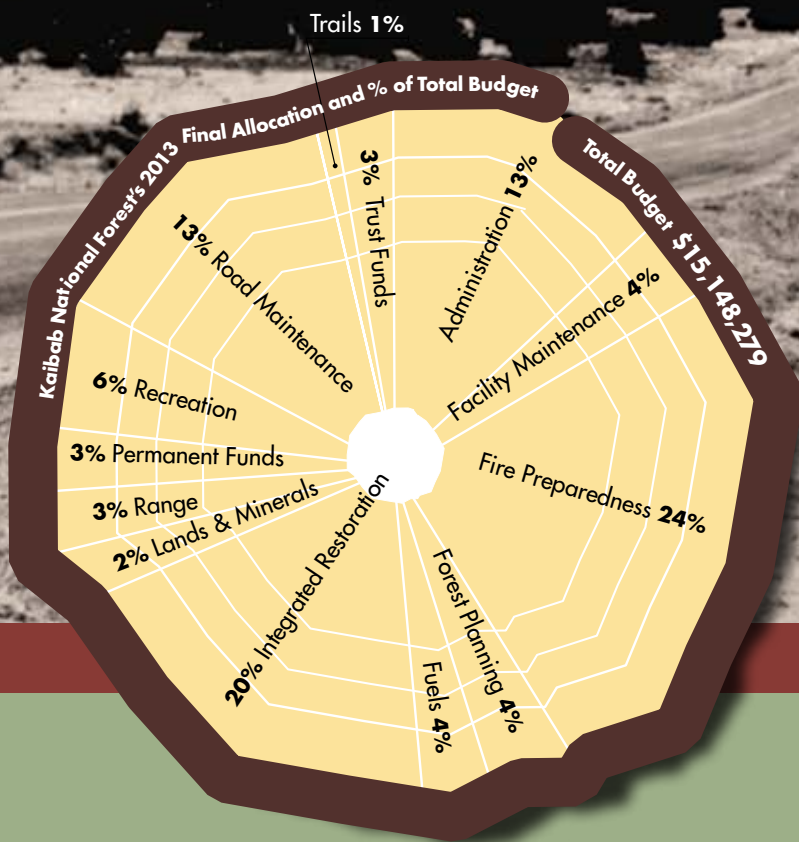 Trails 1%
Kaibab National Forest's 2013 Final Allocation and % of Total Budget
Total Budget $15,148,279
3% Trust Funds
Administration 13%
Facility Maintenance 4%
Fire Preparedness 24%
Forest Planning 4%
Fuels 4%
20% Integrated Restoration
2% Lands & Minerals
3% Range
3% Permanent Funds
6% Recreation
13% Road Maintenance